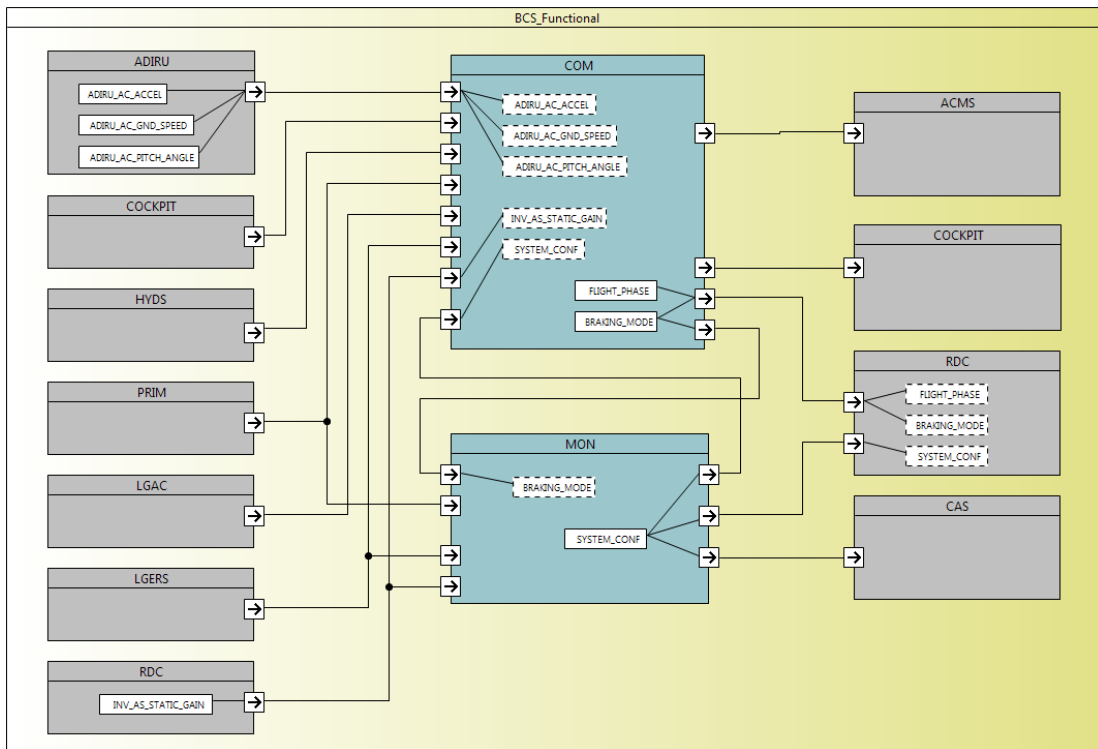 BCS_Functional
ADIRU
ADIRU_AC_ACCEL
ADIRU_AC_GND_SPEED
ADIRU_AC_PITCH_ANGLE
COCKPIT
HYDS
PRIM
LGAC
LGERS
RDC
INV_AS_STATIC_GAIN
COM
ADIRU_AC_ACCEL
ADIRU_AC_GND_SPEED
ADIRU_AC_PITCH_ANGLE
INV_AS_STATIC_GAIN
SYSTEM_CONF
FLIGHT_PHASE
BRAKING_MODE
MON
BRAKING_MODE
SYSTEM_CONF
ACMS
COCKPIT
RDC
FLIGHT_PHASE
BRAKING_MODE
SYSTEM_CONF
CAS